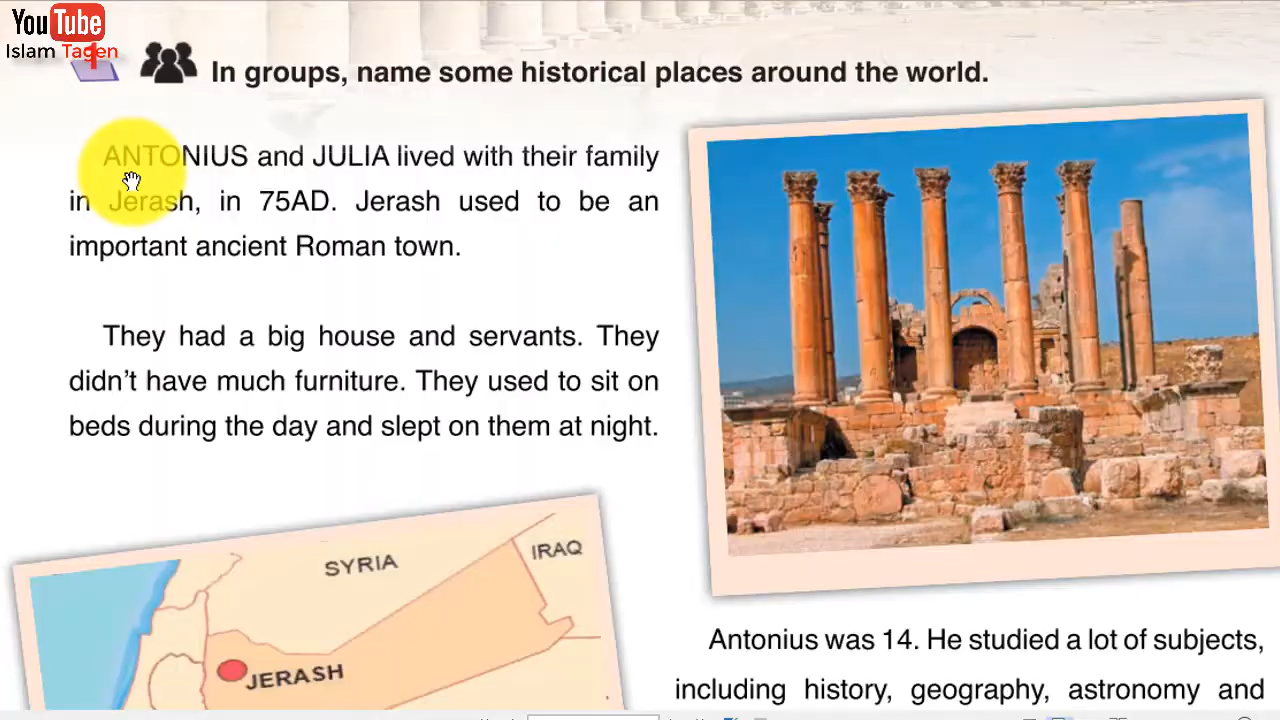 YouTube
Islam Tagen
In groups, name some historical places around the world.
ANTONIUS and JULIA lived with their family
in Jerash, in 75AD. Jerash used to be an
important ancient Roman town.
They had a big house and servants. They
didn't have much furniture. They used to sit on
beds during the day and slept on them at night.
SYRIA
IRAQ
JERASH
Antonius was 14. He studied a lot of subjects,
including history, geography, astronomy and